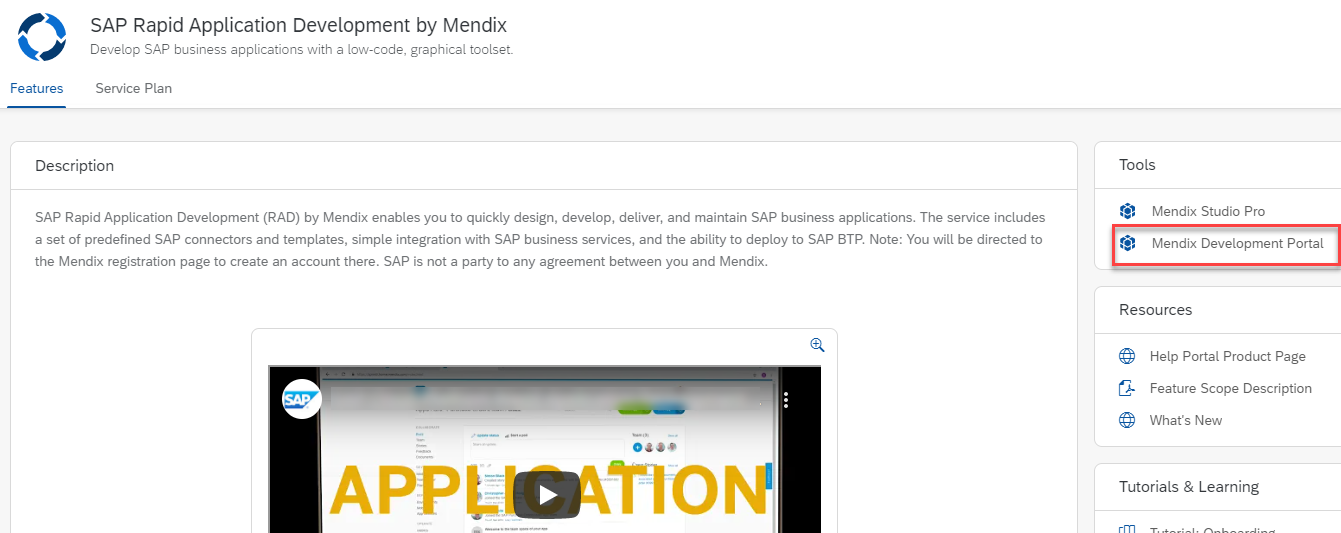 SAP Rapid Application Development by Mendix
Develop SAP business applications with a low-code, graphical toolset.
Features
Service Plan
Description
SAP Rapid Application Development (RAD) by Mendix enables you to quickly design, develop, deliver, and maintain SAP business applications. The service includes
a set of predefined SAP connectors and templates, simple integration with SAP business services, and the ability to deploy to SAP BTP. Note: You will be directed to
the Mendix registration page to create an account there. SAP is not a party to any agreement between you and Mendix.
SAP
APPLICATION
Tools
Mendix Studio Pro
Mendix Development Portal
Resources
Help Portal Product Page
Feature Scope Description
What's New
Tutorials & Learning
Tutorial: Onboarding